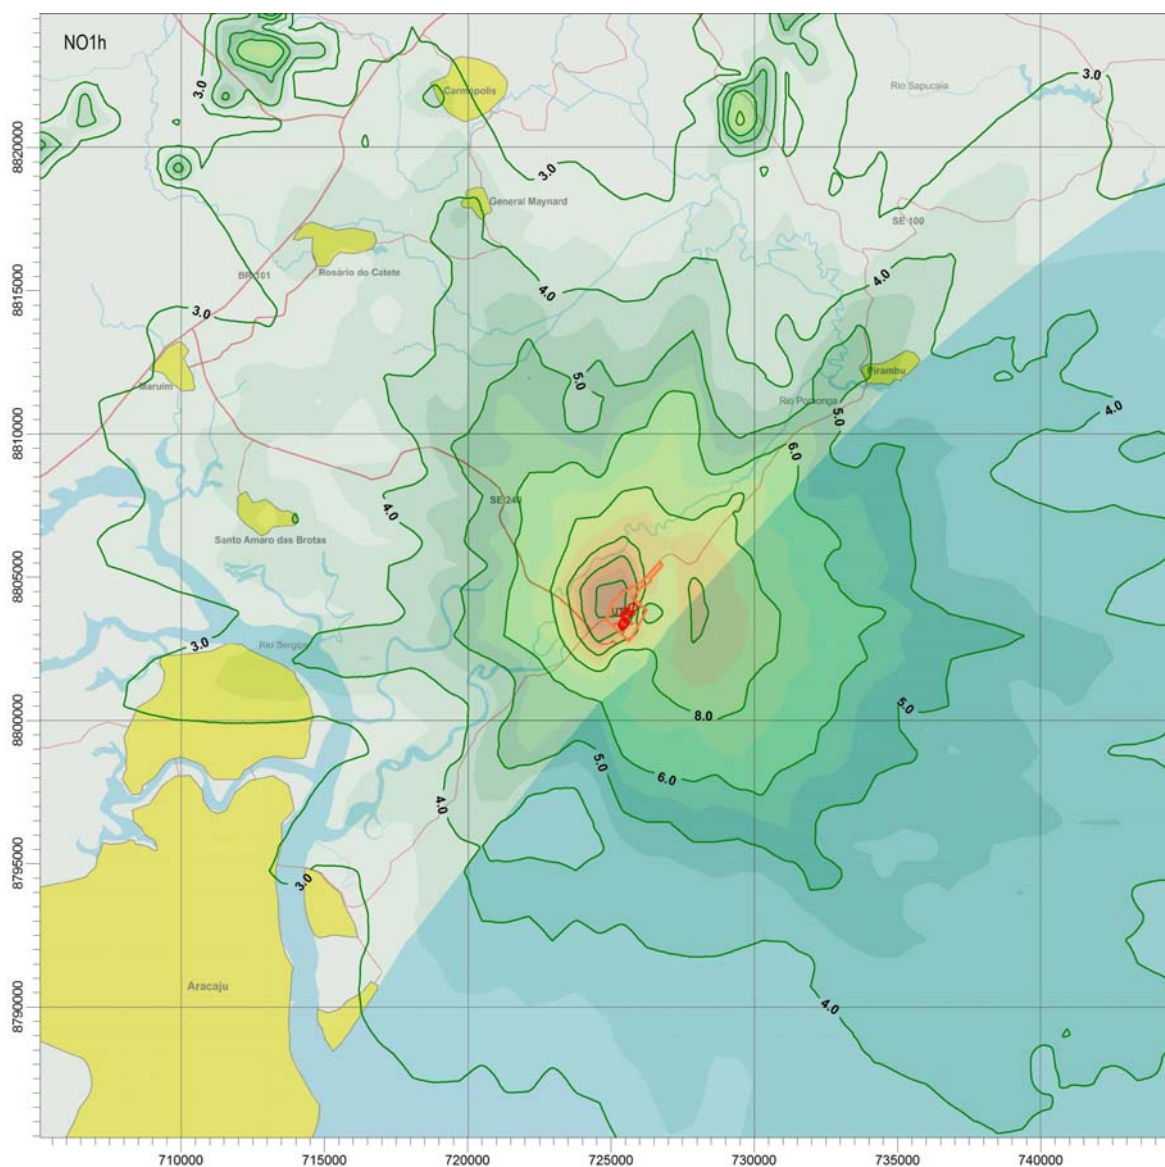 NO1h
3.0
3.0
Carmópolis
Rio Sapucaia
8820000
3.0
General Maynard
SE 100
Rosário do Catete
BR 101
4.0
4.0
8815000
3.0
Maruim
5.0
Pirambu
Rio Pomonga
5.0
4.0
8810000
6.0
SE 240
4.0
Santo Amaro das Brotas
8805000
3.0
Rio Sergipe
5.0
8.0
8800000
5.0
6.0
4.0
8795000
3.0
Aracaju
8790000
4.0
3.0
710000 715000 720000 725000 730000 735000 740000